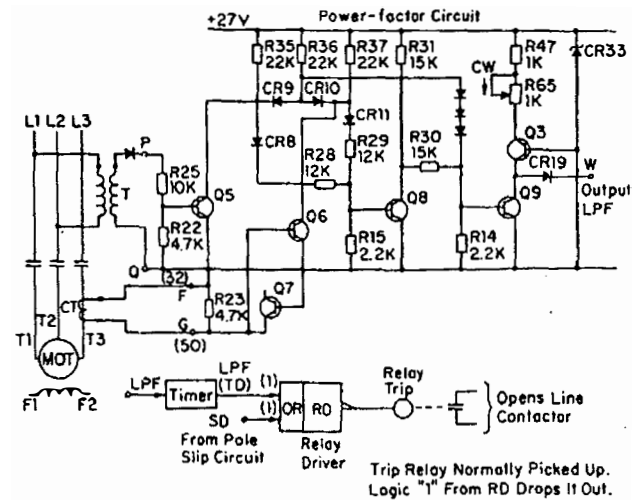 Power-factor Circuit
+27V
R35 22K
R36 22K
R37 22K
R31 15K
R47 1K
CR33
CW
R65 1K
CR9
CR10
L1 L2 L3
P
CR11
Q3
R25 10K
CR8
R29 12K
R30 15K
CR19
W
R28 12K
Output LPF
T
Q5
Q6
Q8
Q9
R22 4.7K
R15 2.2K
R14 2.2K
Q
(32)
F
Q7
CT
R23 4.7K
T2
G
T1
T3
(50)
MOT
F1 F2
LPF
Timer
LPF (TD)
(1)
(1)
OR
RD
SD
From Pole Slip Circuit
Relay Driver
Relay Trip
Opens Line Contactor
Trip Relay Normally Picked Up.
Logic "1" From RD Drops It Out.